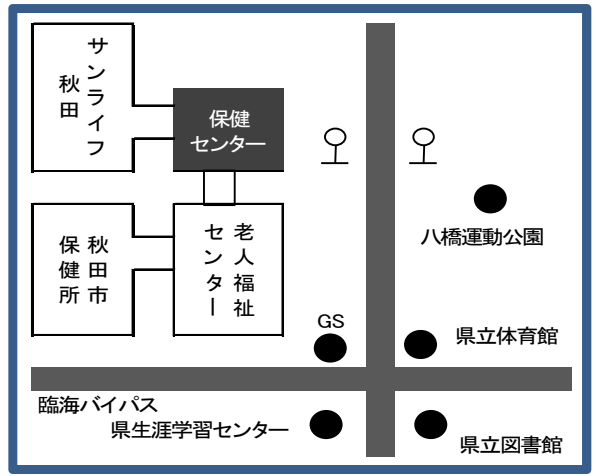 サンライフ
秋田
保健
センター
秋田市
保健所
老人福祉
センター
八橋運動公園
GS
県立体育館
臨海バイパス
県生涯学習センター
県立図書館